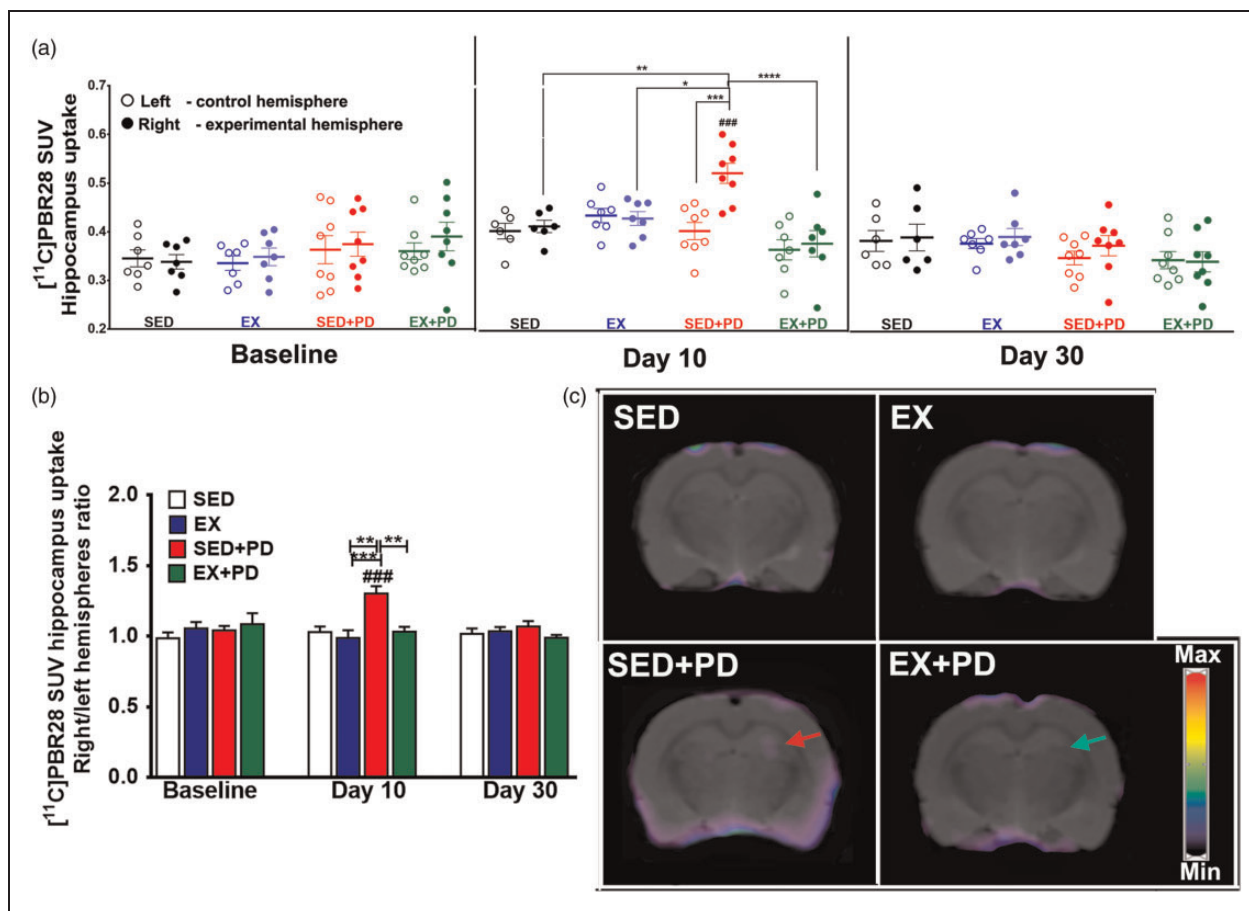 (a)
[¹¹C]PBR28 SUV
Hippocampus uptake
0.7
0.6
0.5
0.4
0.3
0.2
Left - control hemisphere
Right - experimental hemisphere
**
*
***
****
###
SED
EX
SED+PD
EX+PD
SED
EX
SED+PD
EX+PD
SED
EX
SED+PD
EX+PD
Baseline
Day 10
Day 30
(b)
[¹¹C]PBR28 SUV hippocampus uptake
Right/left hemispheres ratio
2.0
1.5
1.0
0.5
0.0
SED
EX
SED+PD
EX+PD
**
**
***
###
Baseline
Day 10
Day 30
(c)
SED
EX
SED+PD
EX+PD
Max
Min